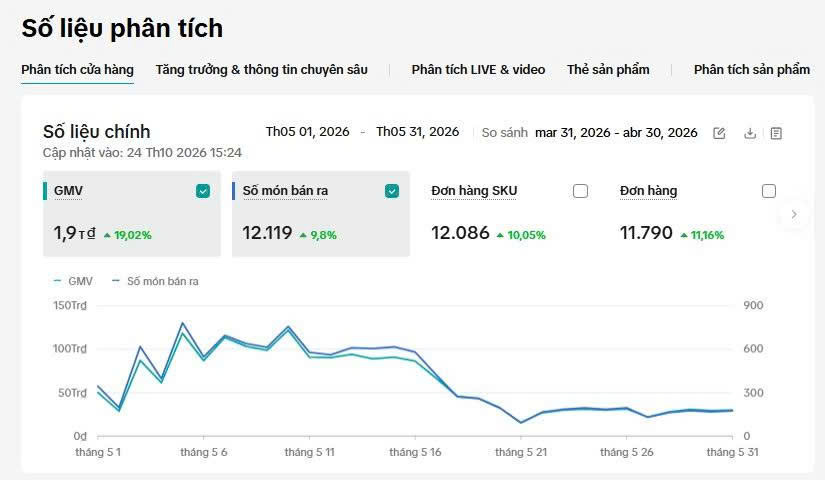 Số liệu phân tích
Phân tích cửa hàng Tăng trưởng & thông tin chuyên sâu Phân tích LIVE & video Thẻ sản phẩm Phân tích sản phẩm
Số liệu chính Th05 01, 2026 - Th05 31, 2026 So sánh mar 31, 2026 - abr 30, 2026
Cập nhật vào: 24 Th10 2026 15:24
GMV Số món bán ra Đơn hàng SKU Đơn hàng
1,9 T ₫ 19,02% 12.119 9,8% 12.086 10,05% 11.790 11,16%
GMV Số món bán ra
150Trđ 900
100Trđ 600
50Trđ 300
0₫ 0
tháng 5 1 tháng 5 6 tháng 5 11 tháng 5 16 tháng 5 21 tháng 5 26 tháng 5 31